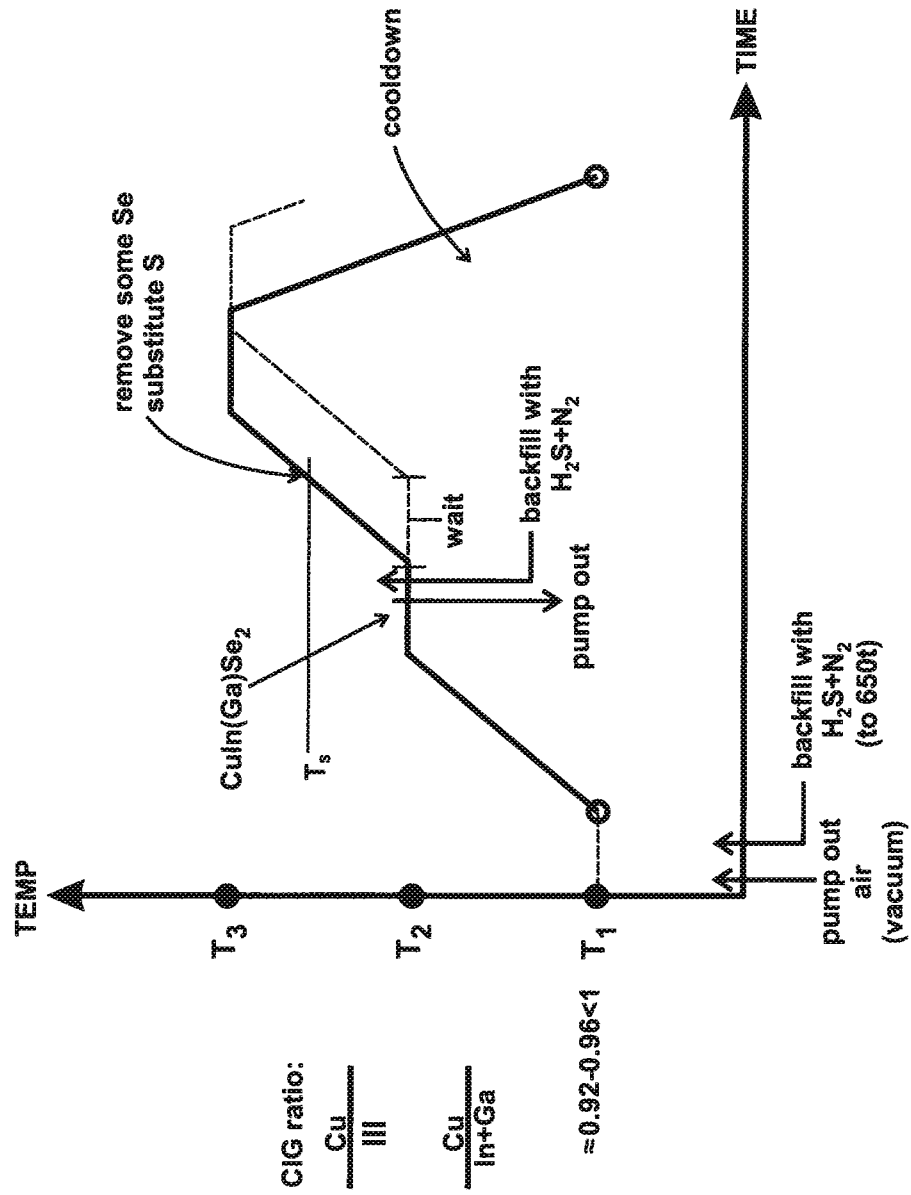 CIG ratio:
Cu
III
Cu
In+Ga
≈0.92-0.96<1
TEMP
T3
T2
T1
TIME
remove some Se
substitute S
cooldown
CuIn(Ga)Se2
Ts
wait
backfill with
H2S+N2
pump out
pump out
air
(vacuum)
backfill with
H2S+N2
(to 650t)